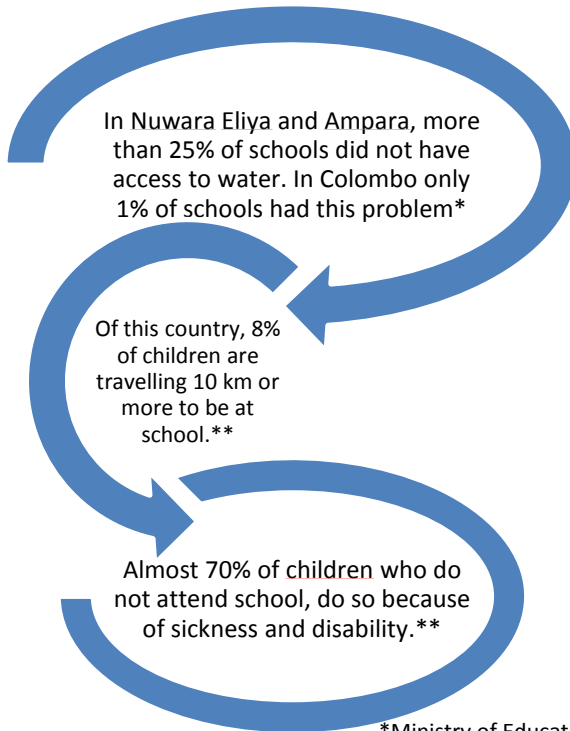 In Nuwara Eliya and Ampara, more
than 25% of schools did not have
access to water. In Colombo only
1% of schools had this problem*
Of this country, 8%
of children are
travelling 10 km or
more to be at
school.**
Almost 70% of children who do
not attend school, do so because
of sickness and disability.**
*Ministry of Educat